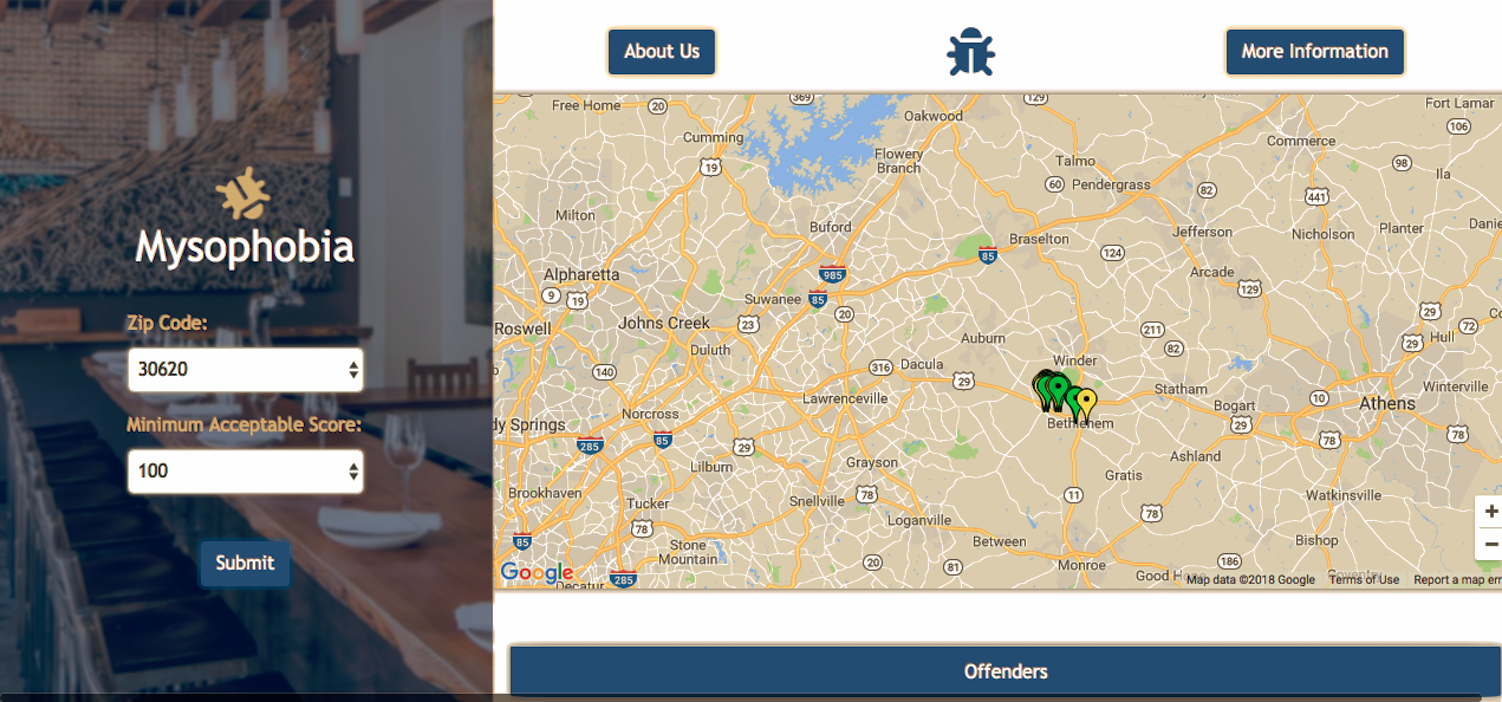 Mysophobia
Zip Code:
30620
Minimum Acceptable Score:
100
Submit
About Us
More Information
Free Home
20
369
129
Fort Lamar
Oakwood
Cumming
106
Commerce
19
Flowery
Branch
Talmo
98
60
Pendergrass
82
Ila
441
Milton
Buford
Braselton
Jefferson
Nicholson
Planter
124
85
Alpharetta
985
Arcade
9
19
Suwanee
85
129
20
Roswell
Johns Creek
23
29
72
211
Auburn
Hull
29
Duluth
82
Winder
140
316
Dacula
29
Winterville
Statham
Lawrenceville
10
Athens
Bogart
Norcross
29
Bethlehem
78
78
285
85
29
Ashland
Lilburn
Grayson
Gratis
Brookhaven
78
11
Watkinsville
Tucker
Snellville
78
78
Loganville
85
Between
Bishop
Stone
Mountain
20
81
Monroe
186
Google
285
Good
Decatur
Map data ©2018 Google
Terms of Use
Report a map
+
−
Offenders